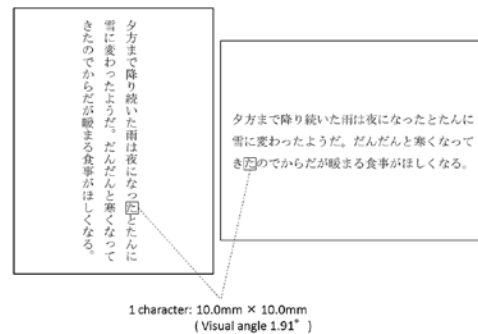 夕方まで降り続いた雨は夜になったとたんに
雪に変わったようだ。だんだんと寒くなって
きたのでからだが暖まる食事がほしくなる。
夕方まで降り続いた雨は夜になったとたんに
雪に変わったようだ。だんだんと寒くなって
きたのでからだが暖まる食事がほしくなる。
1 character: 10.0mm × 10.0mm
( Visual angle 1.91° )